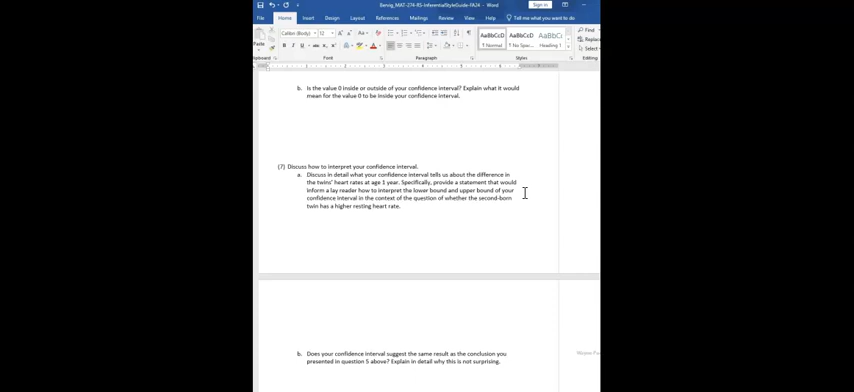 Bervig_MAT-274-RS-InferentialStyleGuide-FA24 - Word
Sign in
File Home Insert Design Layout References Mailings Review View Help Tell me what you want to do
Calibri (Body) 12
Find
Paste
Replace
Select
AaBbCcD AaBbCcD AaBbC
¶ Normal ¶ No Spac... Heading 1
Clipboard Font Paragraph Styles Editing
b. Is the value 0 inside or outside of your confidence interval? Explain what it would
mean for the value 0 to be inside your confidence interval.
(7) Discuss how to interpret your confidence interval.
a. Discuss in detail what your confidence interval tells us about the difference in
the twins' heart rates at age 1 year. Specifically, provide a statement that would
inform a lay reader how to interpret the lower bound and upper bound of your
confidence interval in the context of the question of whether the second-born
twin has a higher resting heart rate.
b. Does your confidence interval suggest the same result as the conclusion you
presented in question 5 above? Explain in detail why this is not surprising.